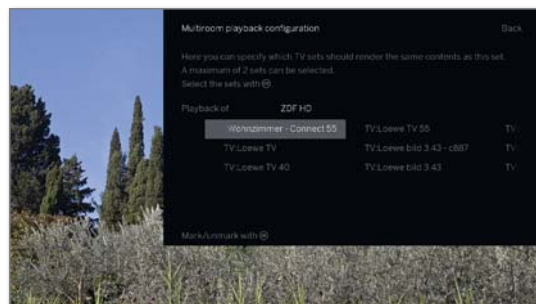 Multiroom playback configuration Back
Here you can specify which TV sets should render the same contents as this set.
A maximum of 2 sets can be selected.
Select the sets with OK.
Playback of ZDF HD
Wohnzimmer - Connect 55 TV:Loewe TV 55 TV:
TV:Loewe TV TV:Loewe bild 3.43 - c887 TV:
TV:Loewe TV 40 TV:Loewe bild 3.43 TV:
Mark/unmark with OK